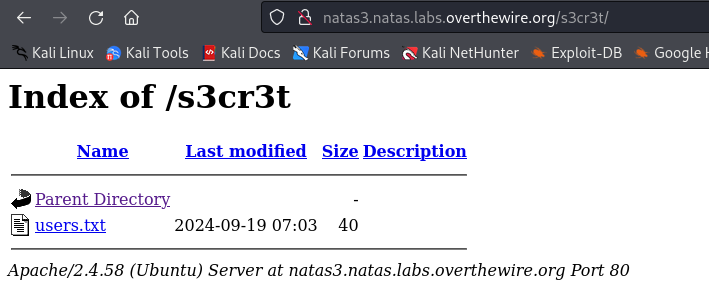 natas3.natas.labs.overthewire.org/s3cr3t/
Kali Linux Kali Tools Kali Docs Kali Forums Kali NetHunter Exploit-DB Google
Index of /s3cr3t
Name Last modified Size Description
Parent Directory -
users.txt 2024-09-19 07:03 40
Apache/2.4.58 (Ubuntu) Server at natas3.natas.labs.overthewire.org Port 80